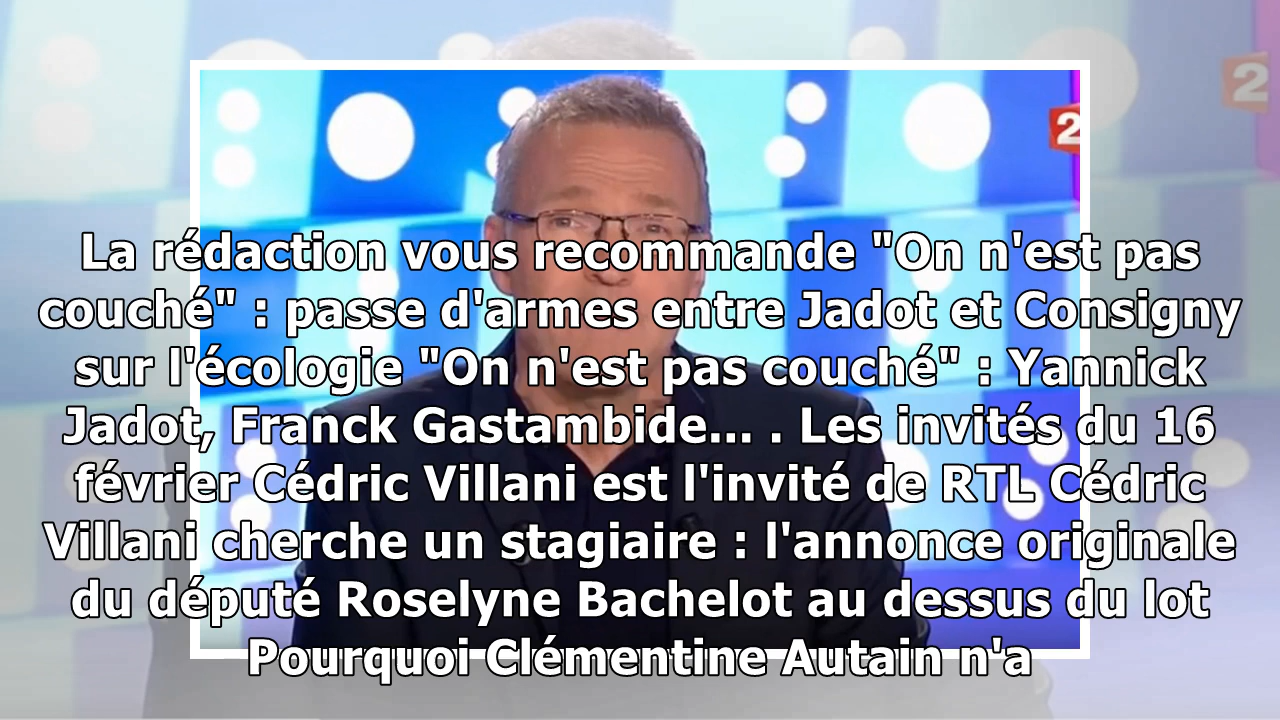 2
2
La rédaction vous recommande "On n'est pas
couché" : passe d'armes entre Jadot et Consigny
sur l'écologie "On n'est pas couché" : Yannick
Jadot, Franck Gastambide... . Les invités du 16
février Cédric Villani est l'invité de RTL Cédric
Villani cherche un stagiaire : l'annonce originale
du député Roselyne Bachelot au dessus du lot
Pourquoi Clémentine Autain n'a